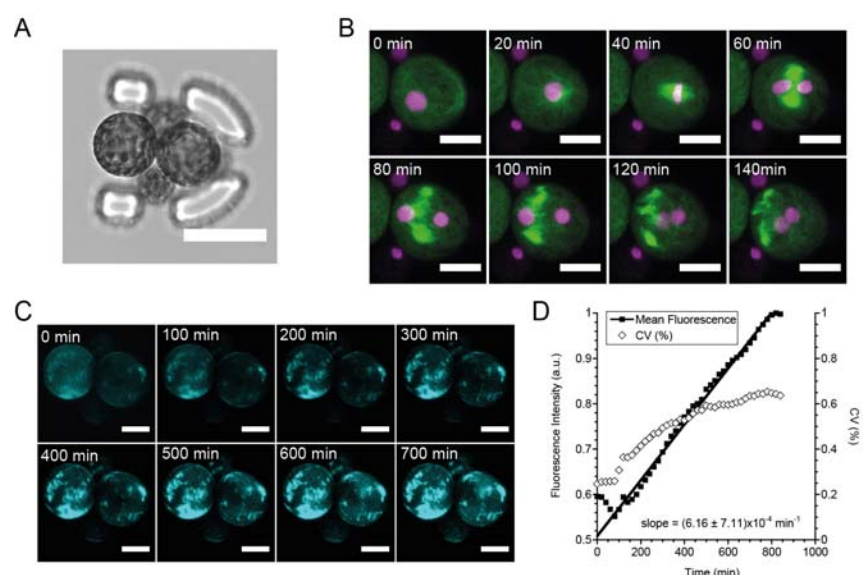 A
B
0 min
20 min
40 min
60 min
80 min
100 min
120 min
140min
C
0 min
100 min
200 min
300 min
400 min
500 min
600 min
700 min
D
Mean Fluorescence
CV (%)
Fluorescence Intensity (a.u.)
1
0.9
0.8
0.7
0.6
0.5
1
0.8
0.6
0.4
0.2
0
CV (%)
slope = (6.16 ± 7.11)x10⁻⁴ min⁻¹
0 200 400 600 800 1000
Time (min)